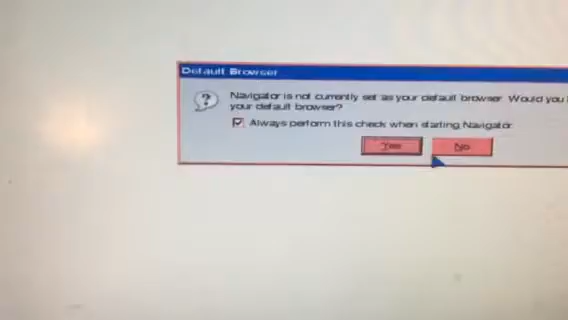 Default Browser
Navigator is not currently set as your default browser. Would you
your default browser?
Always perform this check when starting Navigator
Yes
No